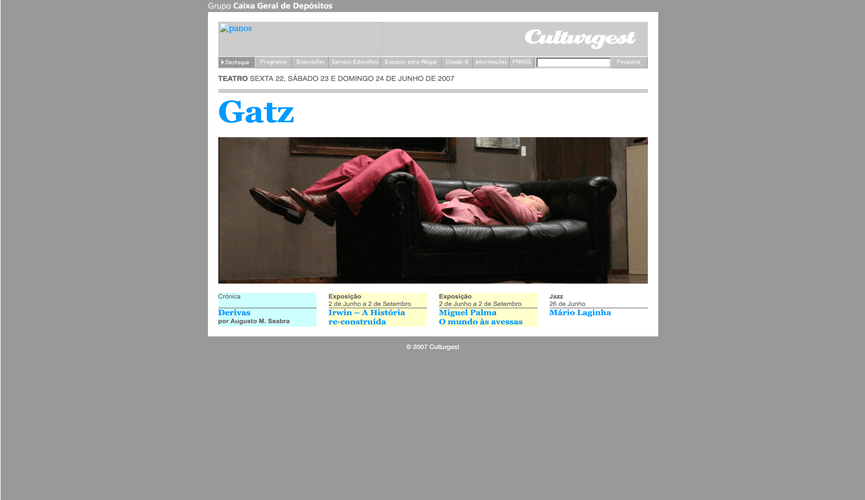 Grupo Caixa Geral de Depósitos
panos
Culturgest
Destaque Programa Exposições Serviço Educativo Espaços para Alugar Chiado 8 Informações PANOS Pesquisar
TEATRO SEXTA 22, SÁBADO 23 E DOMINGO 24 DE JUNHO DE 2007
Gatz
Crónica
Derivas
por Augusto M. Seabra
Exposição
2 de Junho a 2 de Setembro
Irwin – A História
re-construída
Exposição
2 de Junho a 2 de Setembro
Miguel Palma
O mundo às avessas
Jazz
26 de Junho
Mário Laginha
© 2007 Culturgest